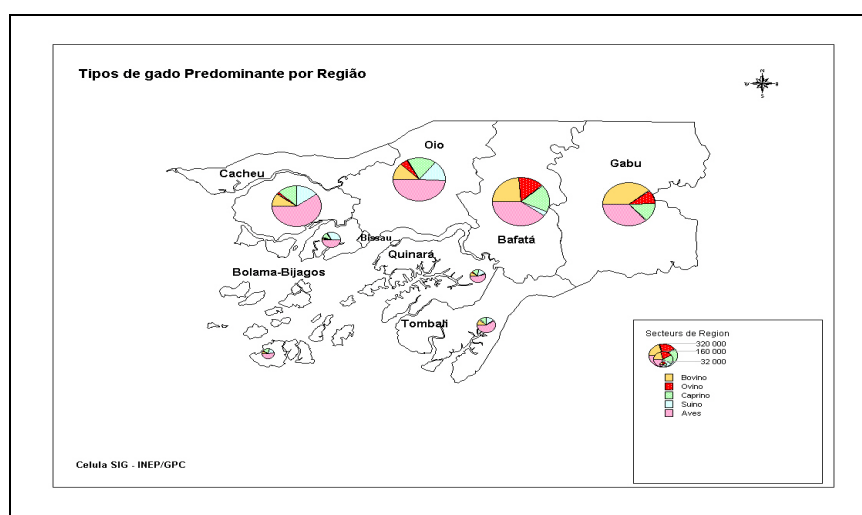 Tipos de gado Predominante por Região
N
W
E
S
Oio
Gabu
Cacheu
Bissau
Bafatá
Quinará
Bolama-Bijagos
Tombali
Secteurs de Region
320 000
160 000
32 000
Bovino
Ovino
Caprino
Suino
Aves
Celula SIG - INEP/GPC